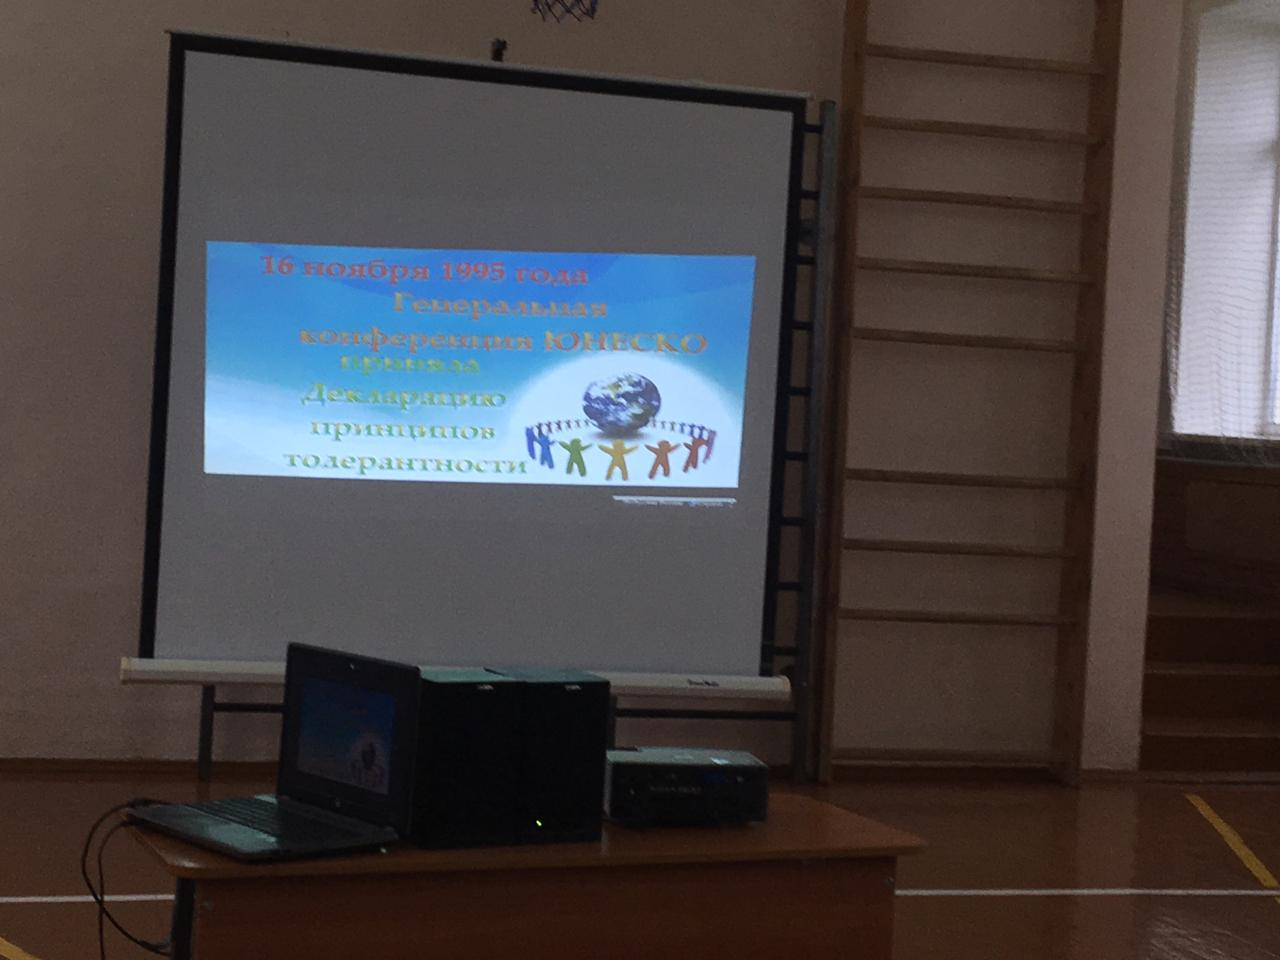 16 ноября 1995 года
Генеральная
конференция ЮНЕСКО
приняла
Декларацию
принципов
толерантности